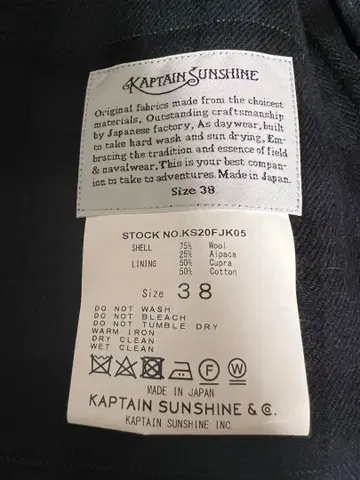 KAPTAIN SUNSHINE
Original fabrics made from the choicest
materials. Outstanding craftsmanship
by Japanese factory. As daywear, built
to take hard wash and sun drying. Em-
brating the tradition and essence of field
& navalwear. This is your best compan-
ion to take to adventures. Made in Japan.
Size 38
STOCK NO.KS20FJK05
SHELL 75% Wool
25% Alpaca
LINING 50% Cupra
50% Cotton
Size 38
DO NOT WASH
DO NOT BLEACH
DO NOT TUMBLE DRY
WARM IRON
DRY CLEAN
WET CLEAN
F W
MADE IN JAPAN
KAPTAIN SUNSHINE & CO.
KAPTAIN SUNSHINE INC.